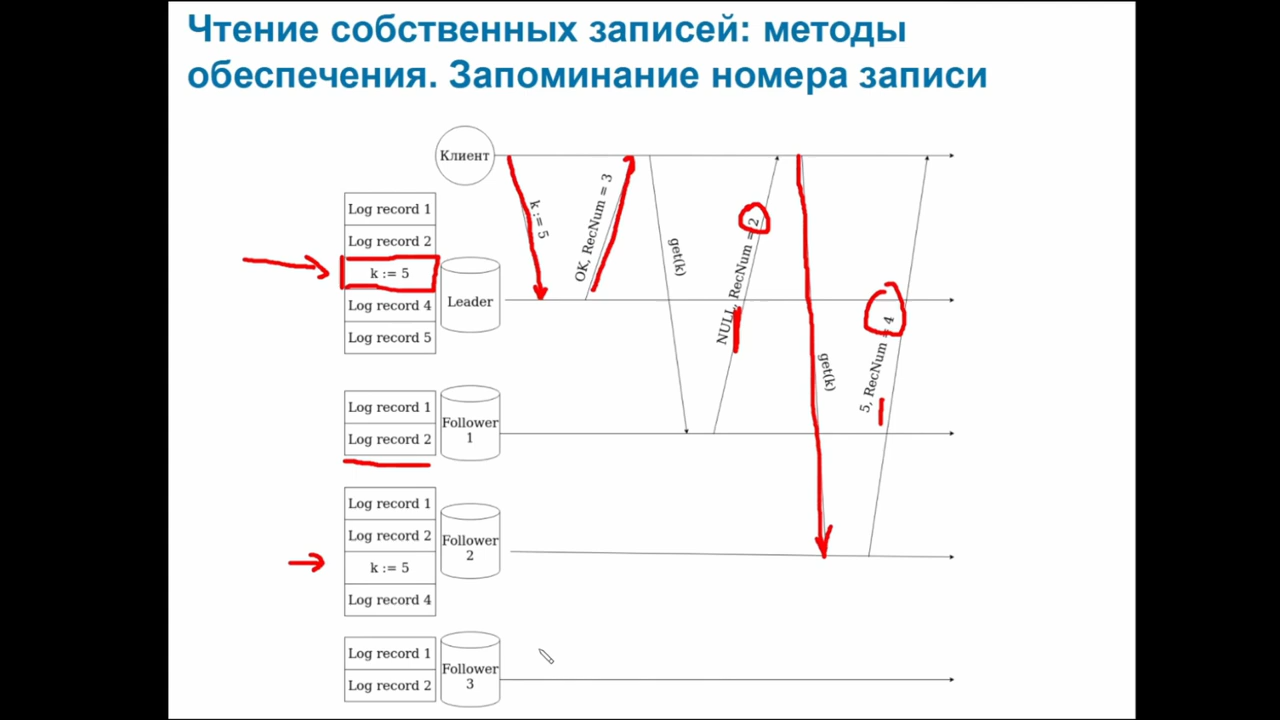 Чтение собственных записей: методы
обеспечения. Запоминание номера записи
Клиент
Log record 1
Log record 2
k := 5
Log record 4
Log record 5
Leader
k := 5
OK, RecNum = 3
get(k)
NULL, RecNum = 2
get(k)
5, RecNum = 4
Log record 1
Log record 2
Follower
1
Log record 1
Log record 2
k := 5
Log record 4
Follower
2
Log record 1
Log record 2
Follower
3